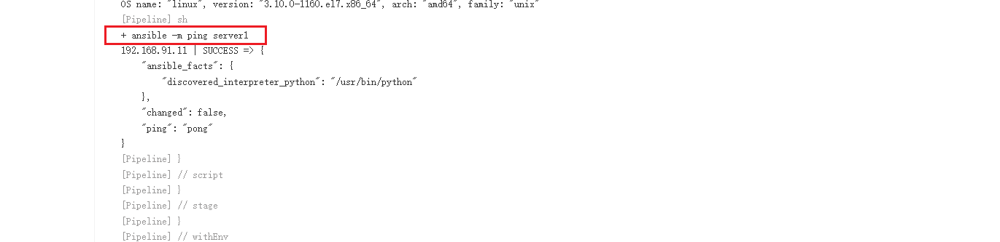 OS name: "linux", version: "3.10.0-1160.el7.x86_64", arch: "amd64", family: "unix"
[Pipeline] sh
+ ansible -m ping server1
192.168.91.11 | SUCCESS => {
    "ansible_facts": {
        "discovered_interpreter_python": "/usr/bin/python"
    },
    "changed": false,
    "ping": "pong"
}
[Pipeline] }
[Pipeline] // script
[Pipeline] }
[Pipeline] // stage
[Pipeline] }
[Pipeline] // withEnv